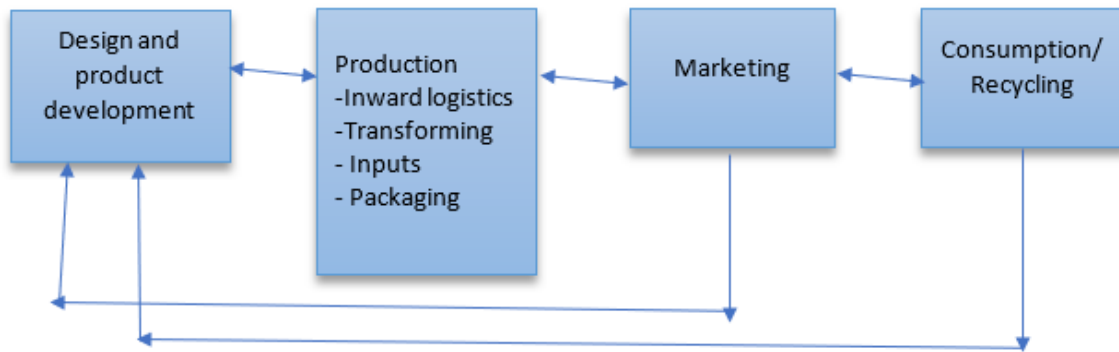 Design and
product
development
Production
-Inward logistics
-Transforming
- Inputs
- Packaging
Marketing
Consumption/
Recycling